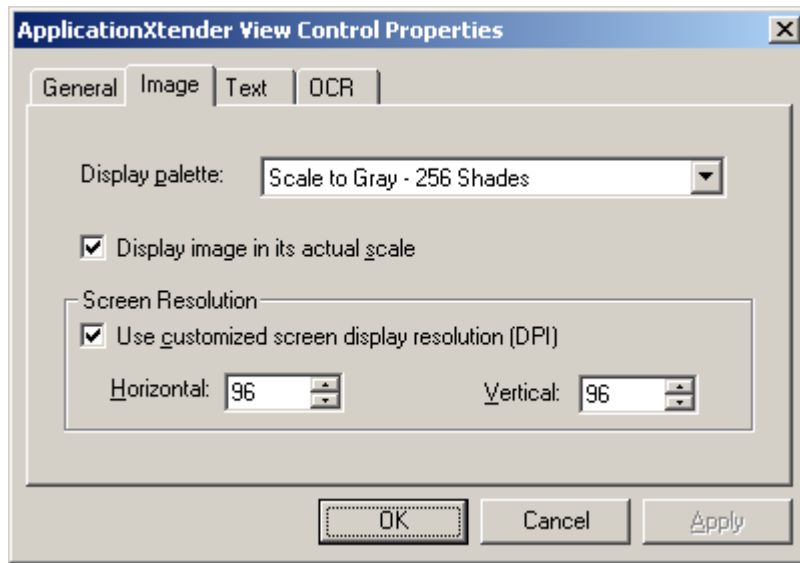 ApplicationXtender View Control Properties
General Image Text OCR
Display palette: Scale to Gray - 256 Shades
Display image in its actual scale
Screen Resolution
Use customized screen display resolution (DPI)
Horizontal: 96 Vertical: 96
OK Cancel Apply